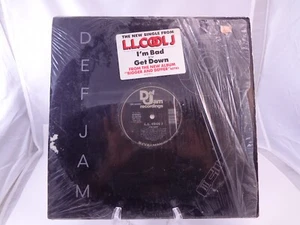 THE NEW SINGLE FROM
L.L.COOL J
I'm Bad
Get Down
FROM THE NEW ALBUM
"BIGGER AND DEFFER"
DEF JAM
Def Jam
recordings
L.L. COOL J